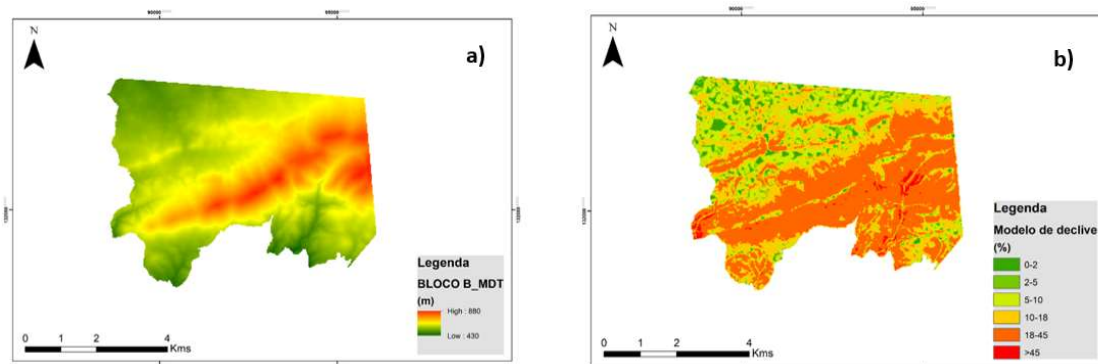 a)
N
Legenda
BLOCO B_MDT
(m)
High : 880
Low : 430
0 1 2 4
Kms
b)
N
Legenda
Modelo de declive
(%)
0-2
2-5
5-10
10-18
18-45
>45
0 1 2 4
Kms